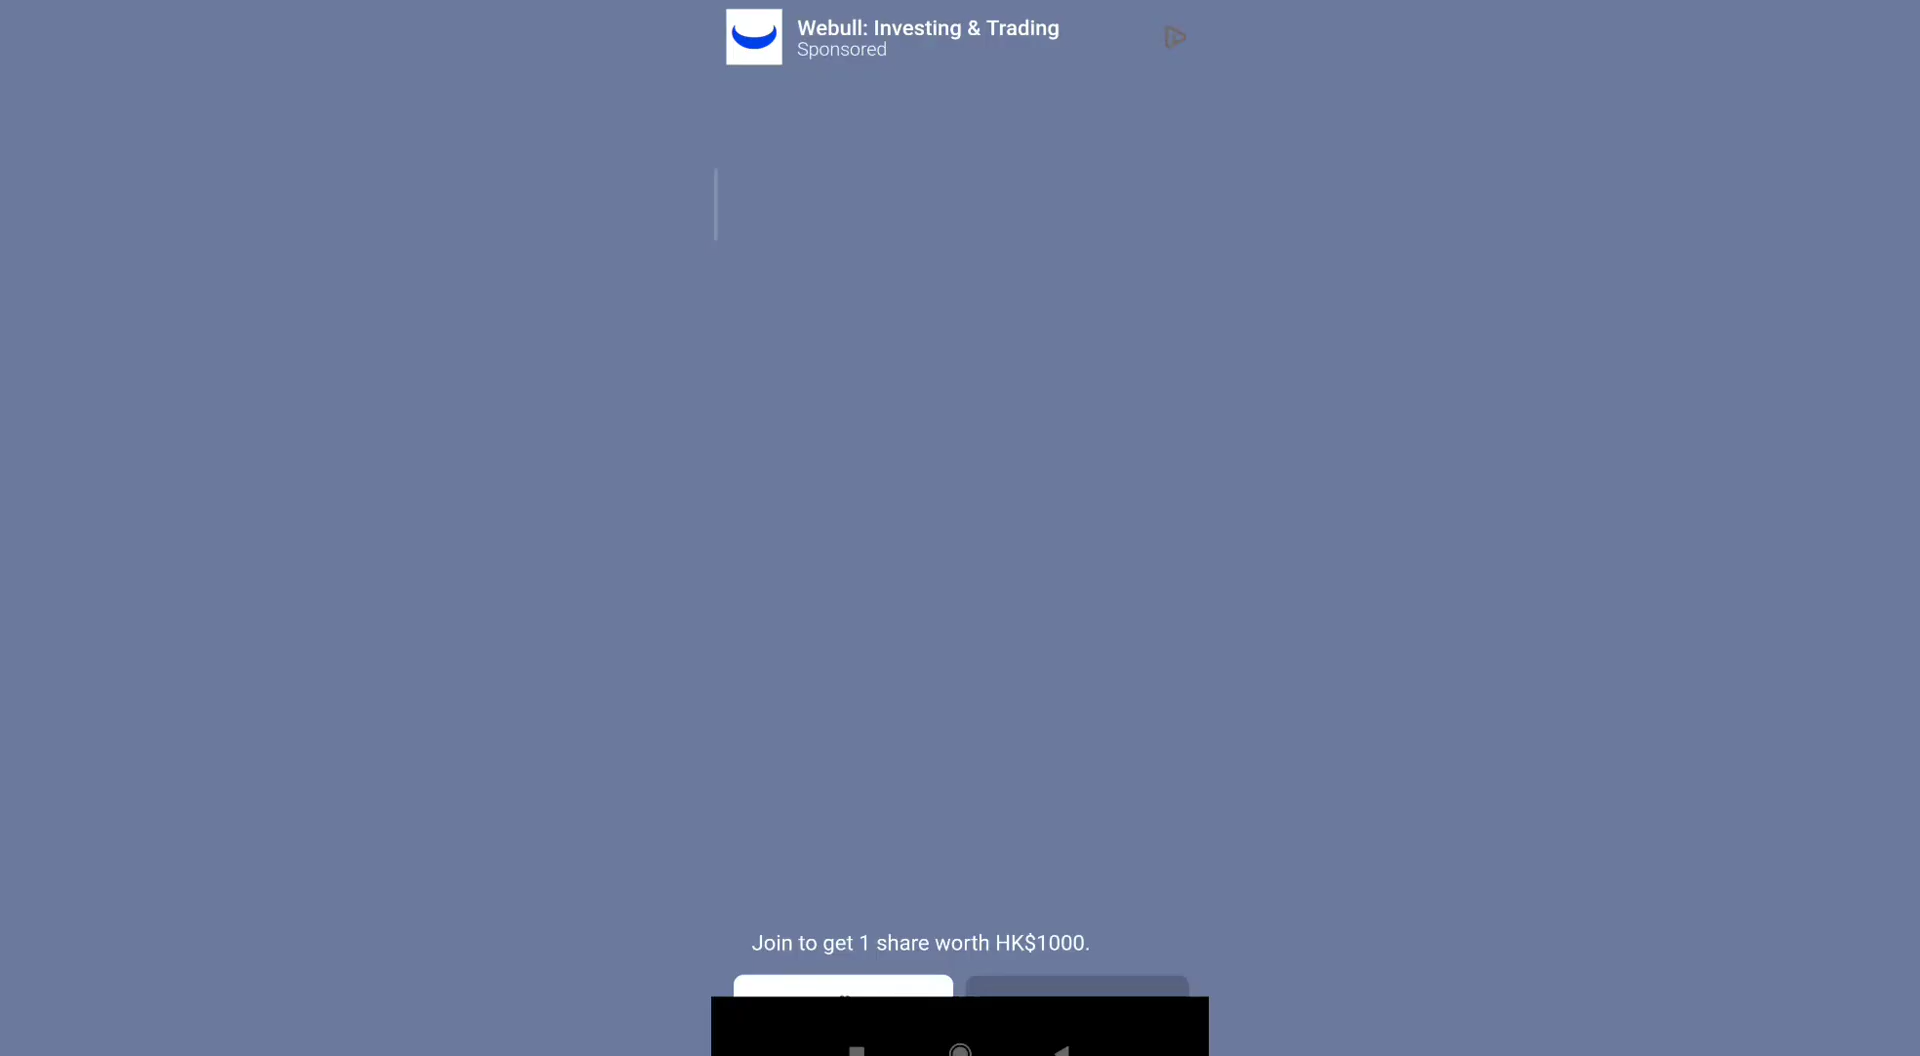 Webull: Investing & Trading
Sponsored
Join to get 1 share worth HK$1000.